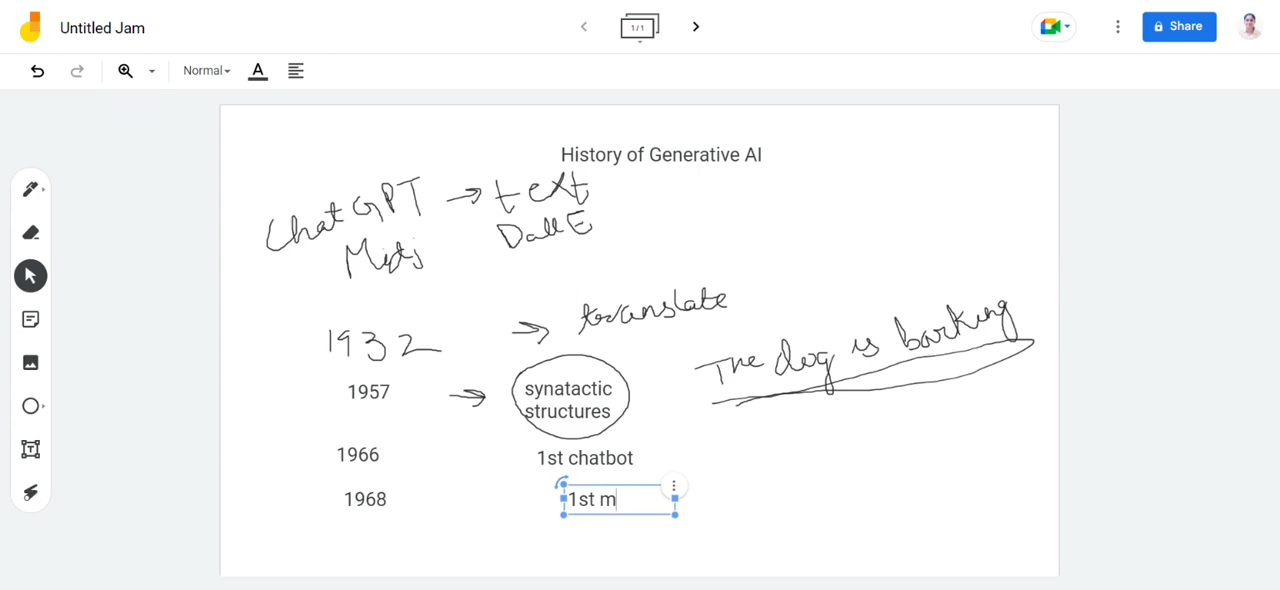 Untitled Jam
1/1
Share
Normal
A
History of Generative AI
ChatGPT → text
Midj DallE
1932 → translate
The dog is barking
1957 → synatactic
structures
1966 1st chatbot
1968 1st m